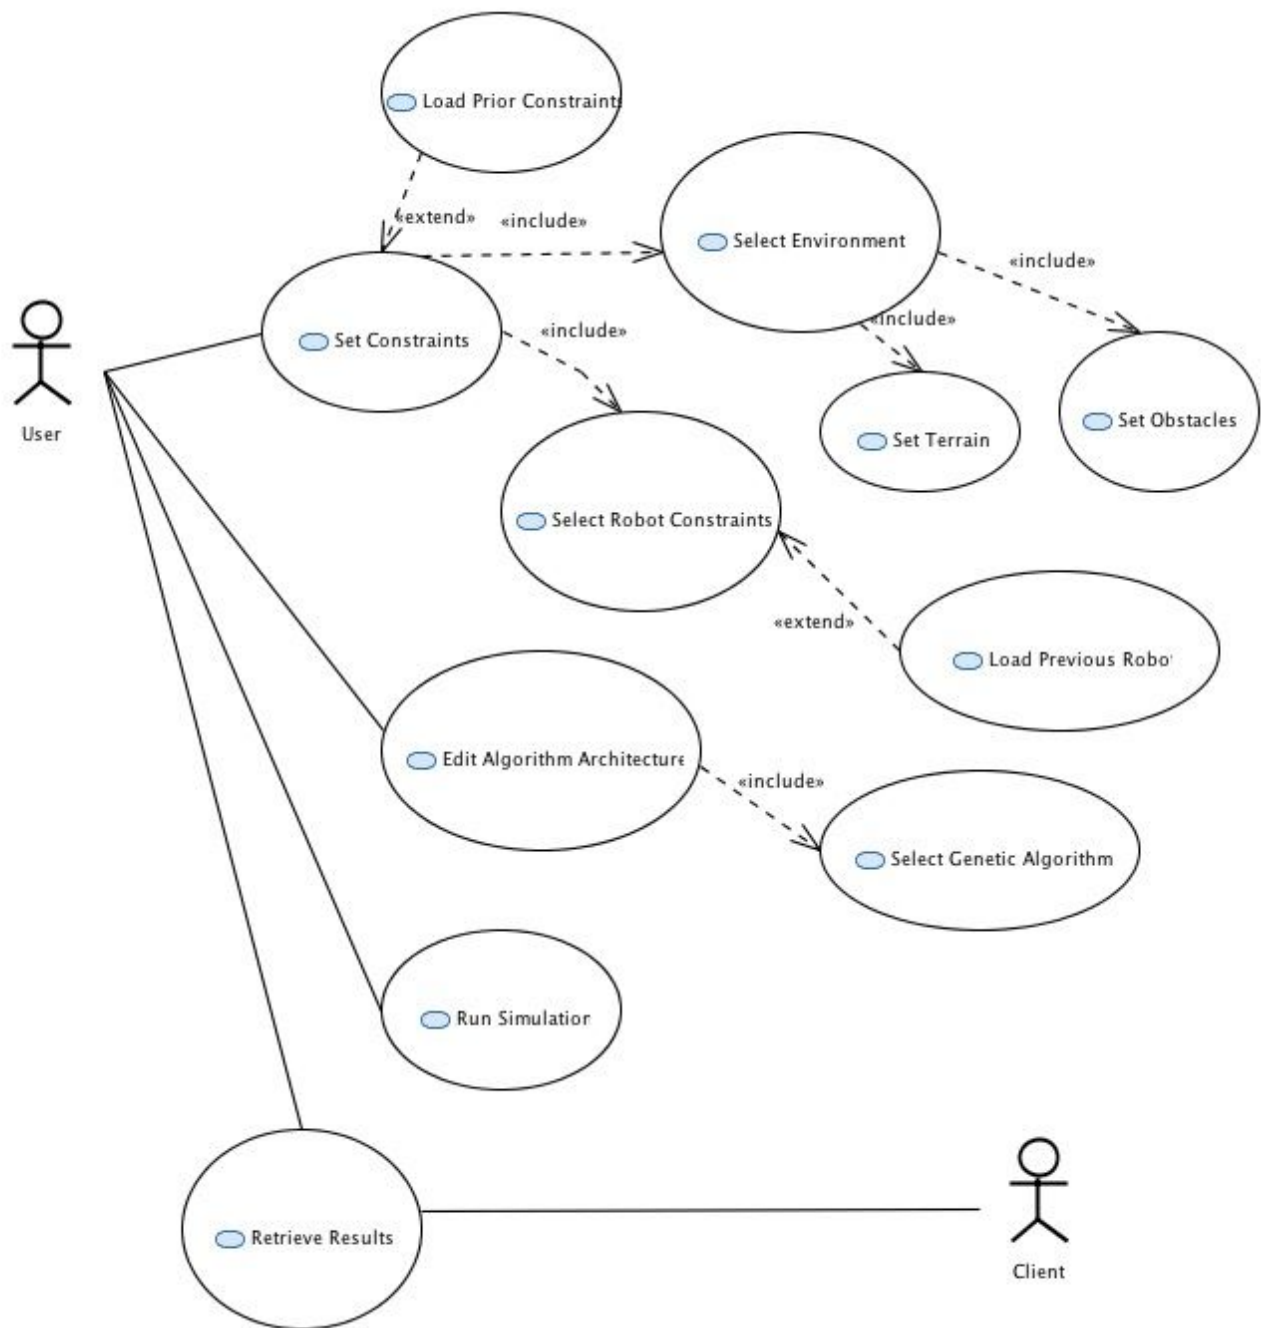 Load Prior Constraints
«extend»
«include»
Select Environment
«include»
«include»
Set Constraints
«include»
User
Set Terrain
Set Obstacles
Select Robot Constraints
«extend»
Load Previous Robot
Edit Algorithm Architecture
«include»
Select Genetic Algorithm
Run Simulation
Retrieve Results
Client